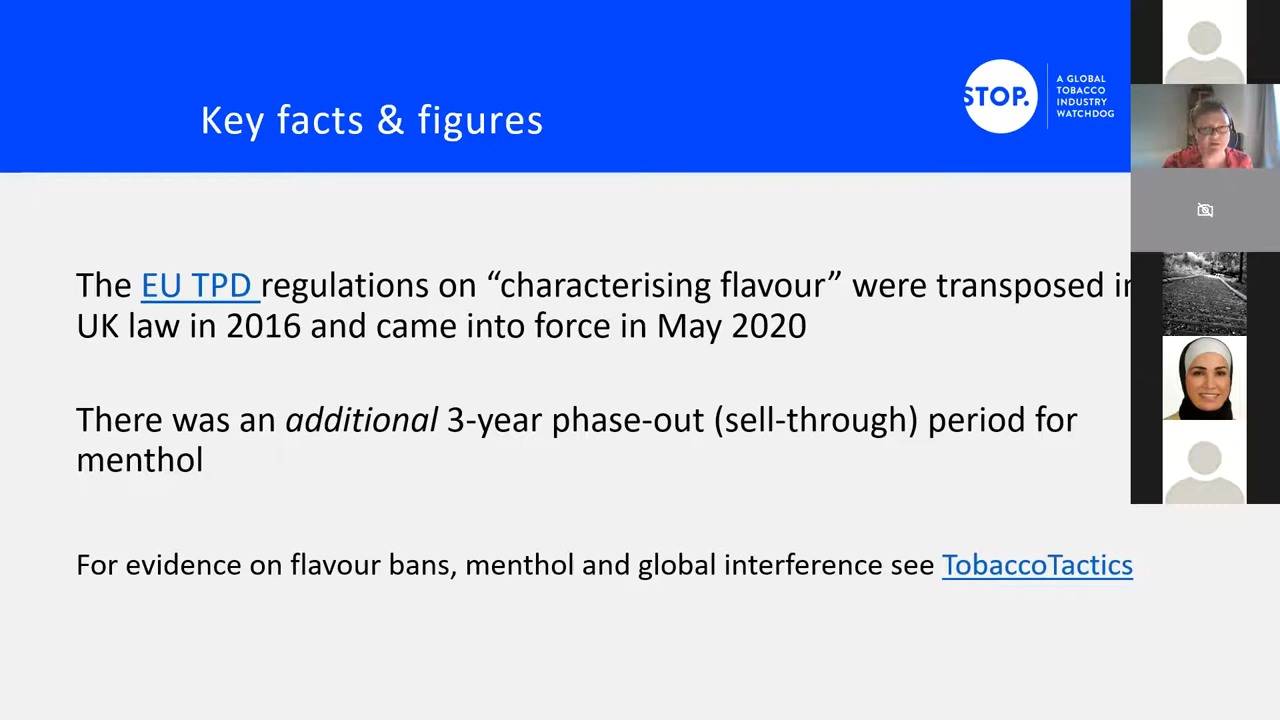 Key facts & figures
STOP.
A GLOBAL
TOBACCO
INDUSTRY
WATCHDOG
The EU TPD regulations on “characterising flavour” were transposed in
UK law in 2016 and came into force in May 2020
There was an additional 3-year phase-out (sell-through) period for
menthol
For evidence on flavour bans, menthol and global interference see TobaccoTactics